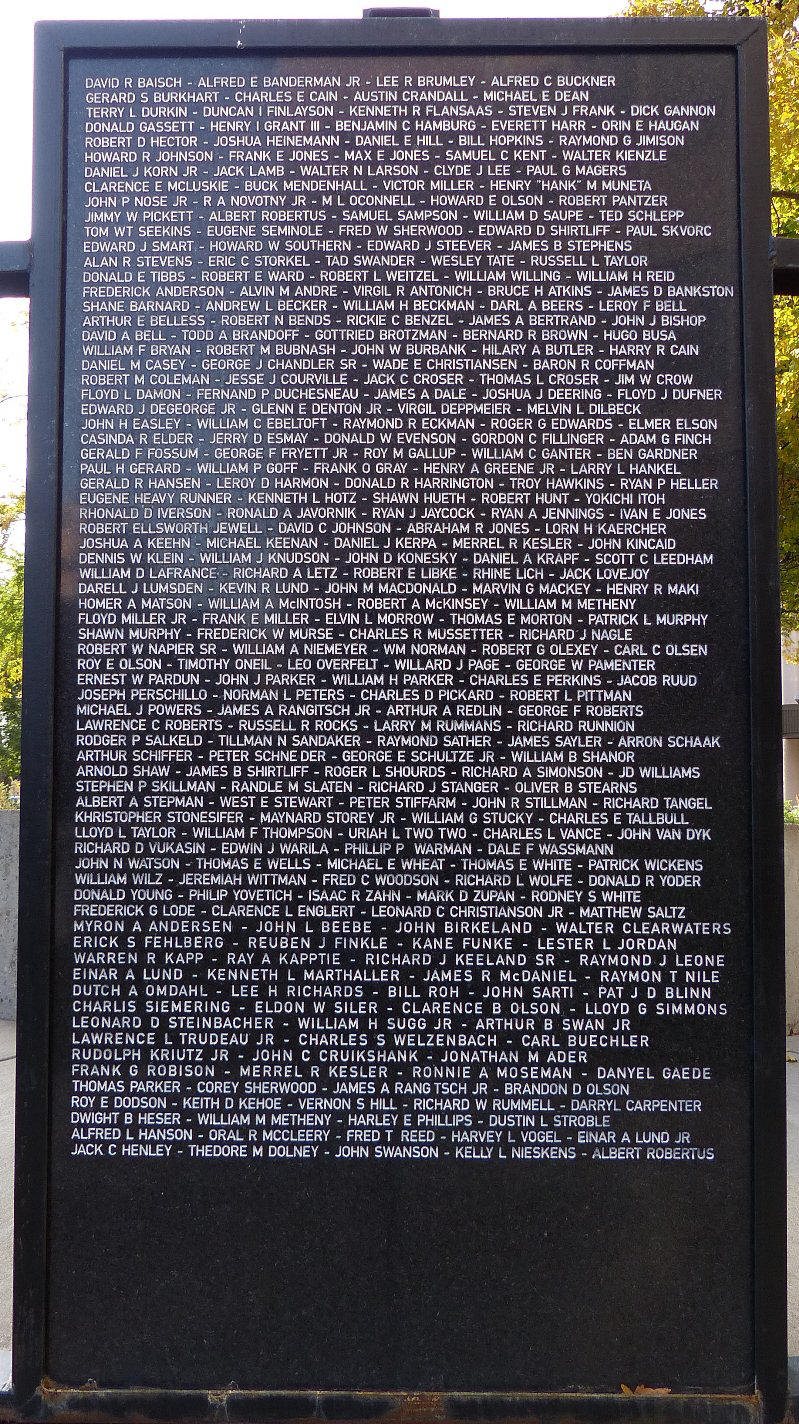 DAVID R BAISCH - ALFRED E BANDERMAN JR - LEE R BRUMLEY - ALFRED C BUCKNER
GERARD S BURKHART - CHARLES E CAIN - AUSTIN CRANDALL - MICHAEL E DEAN
TERRY L DURKIN - DUNCAN I FINLAYSON - KENNETH R FLANSAAS - STEVEN J FRANK - DICK GANNON
DONALD GASSETT - HENRY I GRANT III - BENJAMIN C HAMBURG - EVERETT HARR - ORIN E HAUGAN
ROBERT D HECTOR - JOSHUA HEINEMANN - DANIEL E HILL - BILL HOPKINS - RAYMOND G JIMISON
HOWARD R JOHNSON - FRANK E JONES - MAX E JONES - SAMUEL C KENT - WALTER KIENZLE
DANIEL J KORN JR - JACK LAMB - WALTER N LARSON - CLYDE J LEE - PAUL G MAGERS
CLARENCE E MCLUSKIE - BUCK MENDENHALL - VICTOR MILLER - HENRY "HANK" M MUNETA
JOHN P NOSE JR - R A NOVOTNY JR - M L OCONNELL - HOWARD E OLSON - ROBERT PANTZER
JIMMY W PICKETT - ALBERT ROBERTUS - SAMUEL SAMPSON - WILLIAM D SAUPE - TED SCHLEPP
TOM WT SEEKINS - EUGENE SEMINOLE - FRED W SHERWOOD - EDWARD D SHIRTLIFF - PAUL SKVORC
EDWARD J SMART - HOWARD W SOUTHERN - EDWARD J STEEVER - JAMES B STEPHENS
ALAN R STEVENS - ERIC C STORKEL - TAD SWANDER - WESLEY TATE - RUSSELL L TAYLOR
DONALD E TIBBS - ROBERT E WARD - ROBERT L WEITZEL - WILLIAM WILLING - WILLIAM H REID
FREDERICK ANDERSON - ALVIN M ANDRE - VIRGIL R ANTONICH - BRUCE H ATKINS - JAMES D BANKSTON
SHANE BARNARD - ANDREW L BECKER - WILLIAM H BECKMAN - DARL A BEERS - LEROY F BELL
ARTHUR E BELLESS - ROBERT N BENDS - RICKIE C BENZEL - JAMES A BERTRAND - JOHN J BISHOP
DAVID A BELL - TODD A BRANDOFF - GOTTRIED BROTZMAN - BERNARD R BROWN - HUGO BUSA
WILLIAM F BRYAN - ROBERT M BUBNASH - JOHN W BURBANK - HILARY A BUTLER - HARRY R CAIN
DANIEL M CASEY - GEORGE J CHANDLER SR - WADE E CHRISTIANSEN - BARON R COFFMAN
ROBERT M COLEMAN - JESSE J COURVILLE - JACK C CROSER - THOMAS L CROSER - JIM W CROW
FLOYD L DAMON - FERNAND P DUCHESNEAU - JAMES A DALE - JOSHUA J DEERING - FLOYD J DUFNER
EDWARD J DEGEORGE JR - GLENN E DENTON JR - VIRGIL DEPPMEIER - MELVIN L DILBECK
JOHN H EASLEY - WILLIAM C EBELTOFT - RAYMOND R ECKMAN - ROGER G EDWARDS - ELMER ELSON
CASINDA R ELDER - JERRY D ESMAY - DONALD W EVENSON - GORDON C FILLINGER - ADAM G FINCH
GERALD F FOSSUM - GEORGE F FRYETT JR - ROY M GALLUP - WILLIAM C GANTER - BEN GARDNER
PAUL H GERARD - WILLIAM P GOFF - FRANK O GRAY - HENRY A GREENE JR - LARRY L HANKEL
GERALD R HANSEN - LEROY D HARMON - DONALD R HARRINGTON - TROY HAWKINS - RYAN P HELLER
EUGENE HEAVY RUNNER - KENNETH L HOTZ - SHAWN HUETH - ROBERT HUNT - YOKICHI ITOH
RHONALD D IVERSON - RONALD A JAVORNIK - RYAN J JAYCOCK - RYAN A JENNINGS - IVAN E JONES
ROBERT ELLSWORTH JEWELL - DAVID C JOHNSON - ABRAHAM R JONES - LORN H KAERCHER
JOSHUA A KEEHN - MICHAEL KEENAN - DANIEL J KERPA - MERREL R KESLER - JOHN KINCAID
DENNIS W KLEIN - WILLIAM J KNUDSON - JOHN D KONESKY - DANIEL A KRAPF - SCOTT C LEEDHAM
WILLIAM D LAFRANCE - RICHARD A LETZ - ROBERT E LIBKE - RHINE LICH - JACK LOVEJOY
DARELL J LUMSDEN - KEVIN R LUND - JOHN M MACDONALD - MARVIN G MACKEY - HENRY R MAKI
HOMER A MATSON - WILLIAM A McINTOSH - ROBERT A McKINSEY - WILLIAM M METHENY
FLOYD MILLER JR - FRANK E MILLER - ELVIN L MORROW - THOMAS E MORTON - PATRICK L MURPHY
SHAWN MURPHY - FREDERICK W MURSE - CHARLES R MUSSETTER - RICHARD J NAGLE
ROBERT W NAPIER SR - WILLIAM A NIEMEYER - WM NORMAN - ROBERT G OLEXEY - CARL C OLSEN
ROY E OLSON - TIMOTHY ONEIL - LEO OVERFELT - WILLARD J PAGE - GEORGE W PAMENTER
ERNEST W PARDUN - JOHN J PARKER - WILLIAM H PARKER - CHARLES E PERKINS - JACOB RUUD
JOSEPH PERSCHILLO - NORMAN L PETERS - CHARLES D PICKARD - ROBERT L PITTMAN
MICHAEL J POWERS - JAMES A RANGITSCH JR - ARTHUR A REDLIN - GEORGE F ROBERTS
LAWRENCE C ROBERTS - RUSSELL R ROCKS - LARRY M RUMMANS - RICHARD RUNNION
RODGER P SALKELD - TILLMAN N SANDAKER - RAYMOND SATHER - JAMES SAYLER - ARRON SCHAAK
ARTHUR SCHIFFER - PETER SCHNEIDER - GEORGE E SCHULTZE JR - WILLIAM B SHANOR
ARNOLD SHAW - JAMES B SHIRTLIFF - ROGER L SHOURDS - RICHARD A SIMONSON - JD WILLIAMS
STEPHEN P SKILLMAN - RANDLE M SLATEN - RICHARD J STANGER - OLIVER B STEARNS
ALBERT A STEPMAN - WEST E STEWART - PETER STIFFARM - JOHN R STILLMAN - RICHARD TANGEL
KHRISTOPHER STONESIFER - MAYNARD STOREY JR - WILLIAM G STUCKY - CHARLES E TALLBULL
LLOYD L TAYLOR - WILLIAM F THOMPSON - URIAH L TWO TWO - CHARLES L VANCE - JOHN VAN DYK
RICHARD D VUKASIN - EDWIN J WARILA - PHILLIP P WARMAN - DALE F WASSMANN
JOHN N WATSON - THOMAS E WELLS - MICHAEL E WHEAT - THOMAS E WHITE - PATRICK WICKENS
WILLIAM WILZ - JEREMIAH WITTMAN - FRED C WOODSON - RICHARD L WOLFE - DONALD R YODER
DONALD YOUNG - PHILIP YOVETICH - ISAAC R ZAHN - MARK D ZUPAN - RODNEY S WHITE
FREDERICK G LODE - CLARENCE L ENGLERT - LEONARD C CHRISTIANSON JR - MATTHEW SALTZ
MYRON A ANDERSEN - JOHN L BEEBE - JOHN BIRKELAND - WALTER CLEARWATERS
ERICK S FEHLBERG - REUBEN J FINKLE - KANE FUNKE - LESTER L JORDAN
WARREN R KAPP - RAY A KAPPTIE - RICHARD J KEELAND SR - RAYMOND J LEONE
EINAR A LUND - KENNETH L MARTHALLER - JAMES R McDANIEL - RAYMON T NILE
DUTCH A OMDAHL - LEE H RICHARDS - BILL ROH - JOHN SARTI - PAT J D BLINN
CHARLIS SIEMERING - ELDON W SILER - CLARENCE B OLSON - LLOYD G SIMMONS
LEONARD D STEINBACHER - WILLIAM H SUGG JR - ARTHUR B SWAN JR
LAWRENCE L TRUDEAU JR - CHARLES S WELZENBACH - CARL BUECHLER
RUDOLPH KRIUTZ JR - JOHN C CRUIKSHANK - JONATHAN M ADER
FRANK G ROBISON - MERREL R KESLER - RONNIE A MOSEMAN - DANYEL GAEDE
THOMAS PARKER - COREY SHERWOOD - JAMES A RANGTSCH JR - BRANDON D OLSON
ROY E DODSON - KEITH D KEHOE - VERNON S HILL - RICHARD W RUMMELL - DARRYL CARPENTER
DWIGHT B HESER - WILLIAM M METHENY - HARLEY E PHILLIPS - DUSTIN L STROBLE
ALFRED L HANSON - ORAL R MCCLEERY - FRED T REED - HARVEY L VOGEL - EINAR A LUND JR
JACK C HENLEY - THEDORE M DOLNEY - JOHN SWANSON - KELLY L NIESKENS - ALBERT ROBERTUS